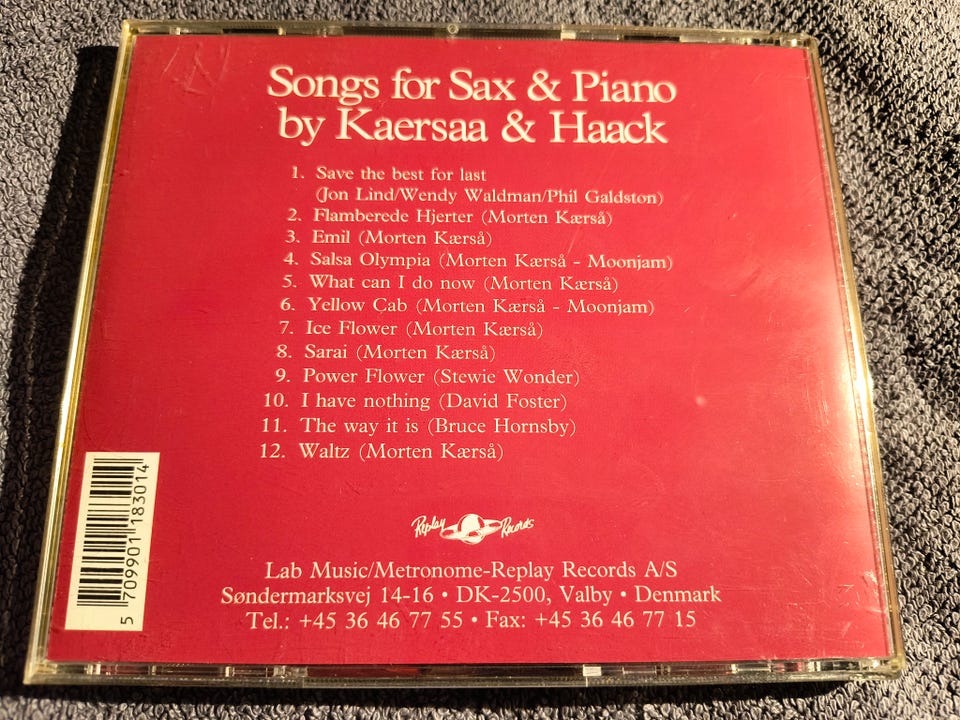 Songs for Sax & Piano
by Kaersaa & Haack
1. Save the best for last
(Jon Lind/Wendy Waldman/Phil Galdston)
2. Flamberede Hjerter (Morten Kærså)
3. Emil (Morten Kærså)
4. Salsa Olympia (Morten Kærså - Moonjam)
5. What can I do now (Morten Kærså)
6. Yellow Cab (Morten Kærså - Moonjam)
7. Ice Flower (Morten Kærså)
8. Sarai (Morten Kærså)
9. Power Flower (Stewie Wonder)
10. I have nothing (David Foster)
11. The way it is (Bruce Hornsby)
12. Waltz (Morten Kærså)
5 709901 183014
Replay Records
Lab Music/Metronome-Replay Records A/S
Søndermarksvej 14-16 • DK-2500, Valby • Denmark
Tel.: +45 36 46 77 55 • Fax: +45 36 46 77 15